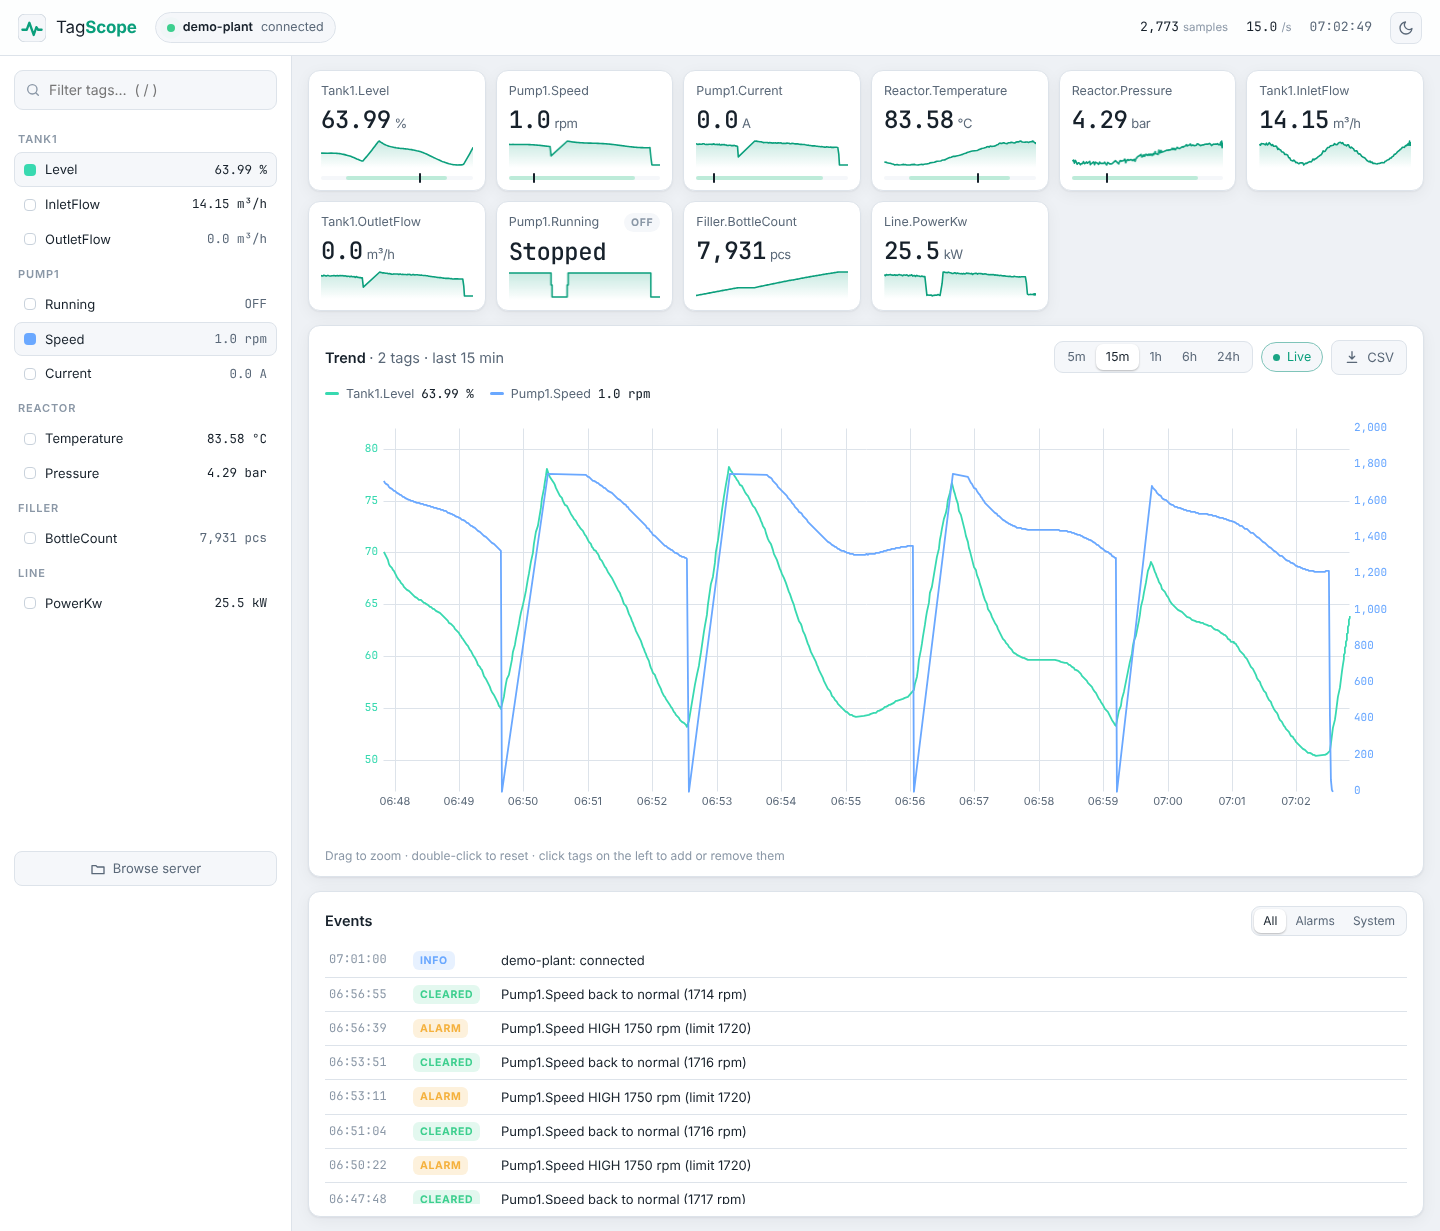 TagScope
demo-plant connected
2,773 samples 15.0 /s 07:02:49
Filter tags... ( / )
TANK1
Level 63.99 %
InletFlow 14.15 m³/h
OutletFlow 0.0 m³/h
PUMP1
Running OFF
Speed 1.0 rpm
Current 0.0 A
REACTOR
Temperature 83.58 °C
Pressure 4.29 bar
FILLER
BottleCount 7,931 pcs
LINE
PowerKw 25.5 kW
Browse server
Tank1.Level
63.99 %
Pump1.Speed
1.0 rpm
Pump1.Current
0.0 A
Reactor.Temperature
83.58 °C
Reactor.Pressure
4.29 bar
Tank1.InletFlow
14.15 m³/h
Tank1.OutletFlow
0.0 m³/h
Pump1.Running OFF
Stopped
Filler.BottleCount
7,931 pcs
Line.PowerKw
25.5 kW
Trend · 2 tags · last 15 min
5m 15m 1h 6h 24h Live CSV
Tank1.Level 63.99 % Pump1.Speed 1.0 rpm
80
75
70
65
60
55
50
2,000
1,800
1,600
1,400
1,200
1,000
800
600
400
200
0
06:48 06:49 06:50 06:51 06:52 06:53 06:54 06:55 06:56 06:57 06:58 06:59 07:00 07:01 07:02
Drag to zoom · double-click to reset · click tags on the left to add or remove them
Events
All Alarms System
07:01:00 INFO demo-plant: connected
06:56:55 CLEARED Pump1.Speed back to normal (1714 rpm)
06:56:39 ALARM Pump1.Speed HIGH 1750 rpm (limit 1720)
06:53:51 CLEARED Pump1.Speed back to normal (1716 rpm)
06:53:11 ALARM Pump1.Speed HIGH 1750 rpm (limit 1720)
06:51:04 CLEARED Pump1.Speed back to normal (1716 rpm)
06:50:22 ALARM Pump1.Speed HIGH 1750 rpm (limit 1720)
06:47:48 CLEARED Pump1.Speed back to normal (1717 rpm)